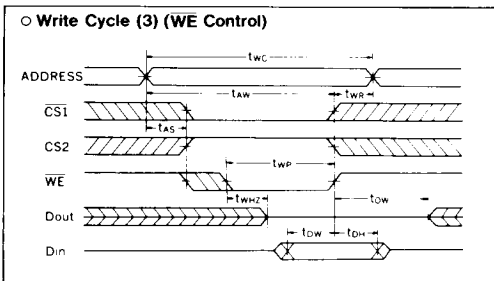 ○ Write Cycle (3) (WE Control)
tWC
ADDRESS
tAW
tWR
CS1
tAS
CS2
tWP
WE
tWHZ
tOW
Dout
tDW
tDH
Din